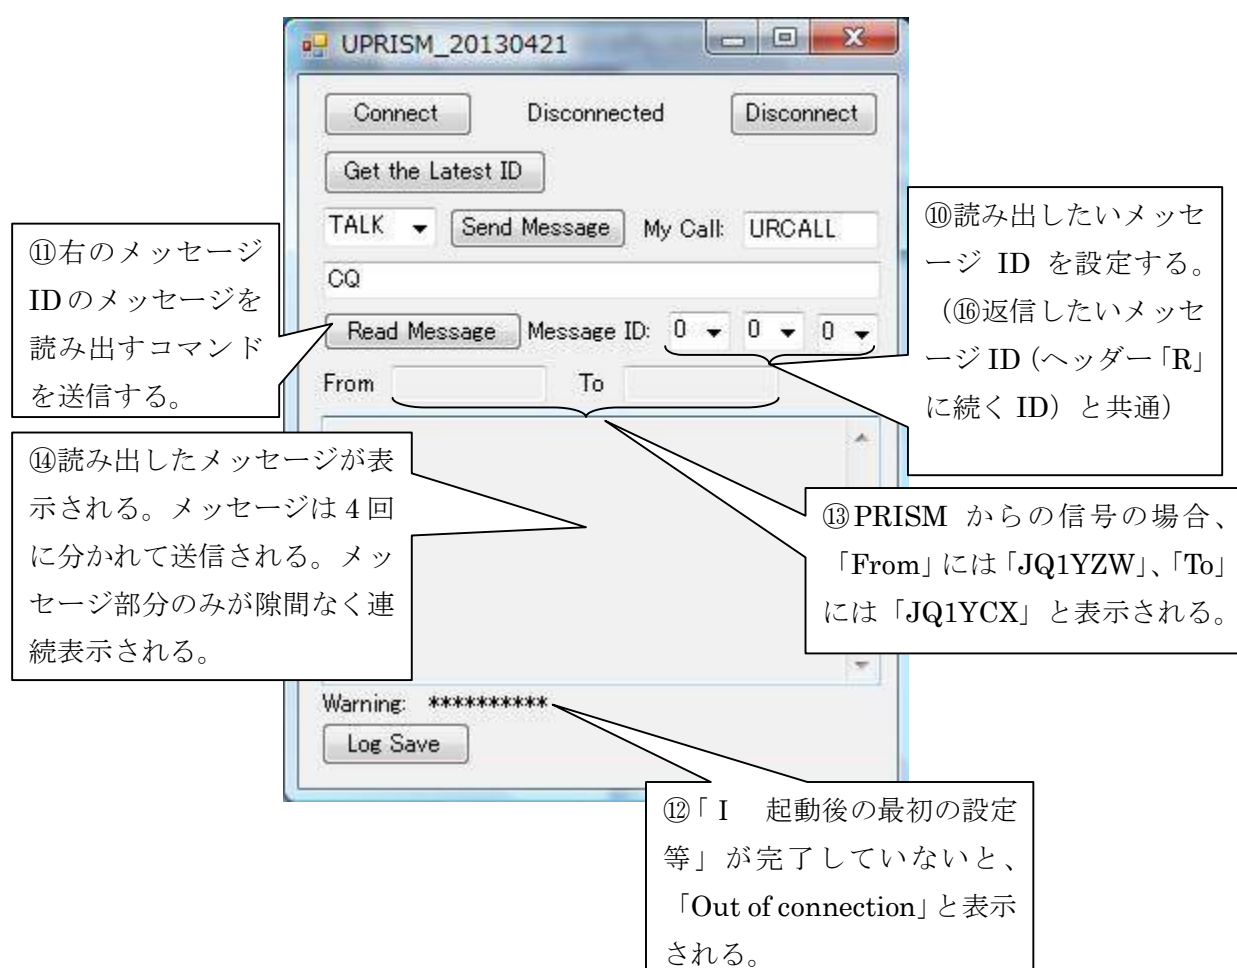 UPRISM_20130421
Connect Disconnected Disconnect
Get the Latest ID
TALK Send Message My Call: URCALL
CQ
Read Message Message ID: 0 0 0
From To
Warning: **********
Log Save
⑪右のメッセージ
IDのメッセージを
読み出すコマンド
を送信する。
⑩読み出したいメッセ
ージ ID を設定する。
(⑯返信したいメッセ
ージ ID(ヘッダー「R」
に続く ID)と共通)
⑭読み出したメッセージが表
示される。メッセージは 4 回
に分かれて送信される。メッ
セージ部分のみが隙間なく連
続表示される。
⑬PRISM からの信号の場合、
「From」には「JQ1YZW」、「To」
には「JQ1YCX」と表示される。
⑫「Ⅰ 起動後の最初の設定
等」が完了していないと、
「Out of connection」と表示
される。